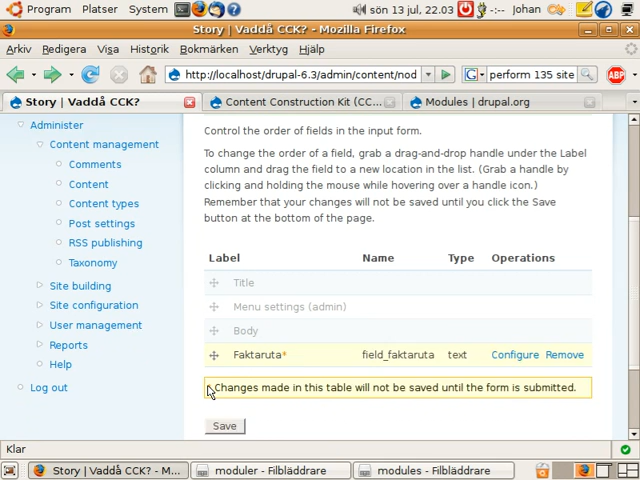 Program Platser System
sön 13 jul, 22.03
-:--
Johan
Story | Vaddå CCK? - Mozilla Firefox
Arkiv Redigera Visa Historik Bokmärken Verktyg Hjälp
http://localhost/drupal-6.3/admin/content/nod
perform 135 site
ABP
Story | Vaddå CCK?
Content Construction Kit (CC...
Modules | drupal.org
Administer
Content management
Comments
Content
Content types
Post settings
RSS publishing
Taxonomy
Site building
Site configuration
User management
Reports
Help
Log out
Control the order of fields in the input form.
To change the order of a field, grab a drag-and-drop handle under the Label
column and drag the field to a new location in the list. (Grab a handle by
clicking and holding the mouse while hovering over a handle icon.)
Remember that your changes will not be saved until you click the Save
button at the bottom of the page.
Label Name Type Operations
Title
Menu settings (admin)
Body
Faktaruta* field_faktaruta text Configure Remove
Changes made in this table will not be saved until the form is submitted.
Save
Klar
Story | Vaddå CCK? - M...
moduler - Filbläddrare
modules - Filbläddrare